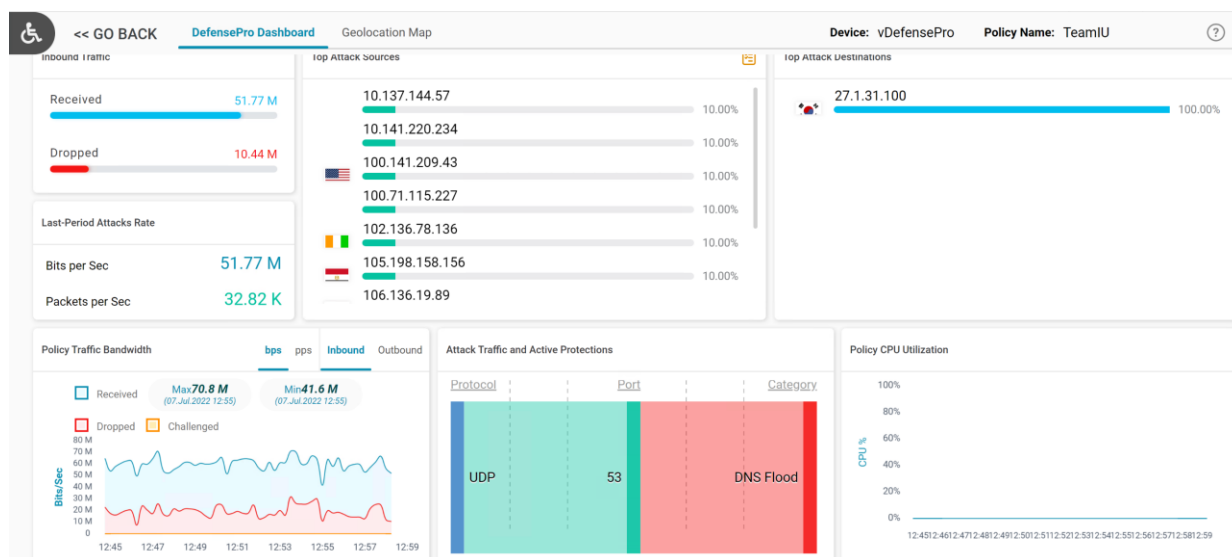 << GO BACK
DefensePro Dashboard
Geolocation Map
Device: vDefensePro
Policy Name: TeamIU
?
Inbound Traffic
Received
51.77 M
Dropped
10.44 M
Last-Period Attacks Rate
Bits per Sec
51.77 M
Packets per Sec
32.82 K
Top Attack Sources
10.137.144.57
10.00%
10.141.220.234
10.00%
100.141.209.43
10.00%
100.71.115.227
10.00%
102.136.78.136
10.00%
105.198.158.156
10.00%
106.136.19.89
Top Attack Destinations
27.1.31.100
100.00%
Policy Traffic Bandwidth
bps pps Inbound Outbound
Received
Max70.8 M
(07.Jul.2022 12:55)
Min41.6 M
(07.Jul.2022 12:55)
Dropped
Challenged
80 M
70 M
60 M
50 M
40 M
30 M
20 M
10 M
0
Bits/Sec
12:45 12:47 12:49 12:51 12:53 12:55 12:57 12:59
Attack Traffic and Active Protections
Protocol Port Category
UDP 53 DNS Flood
Policy CPU Utilization
100%
80%
60%
40%
20%
0%
CPU %
12:4512:4612:4712:4812:4912:5012:5112:5212:5312:5412:5512:5612:5712:5812:59